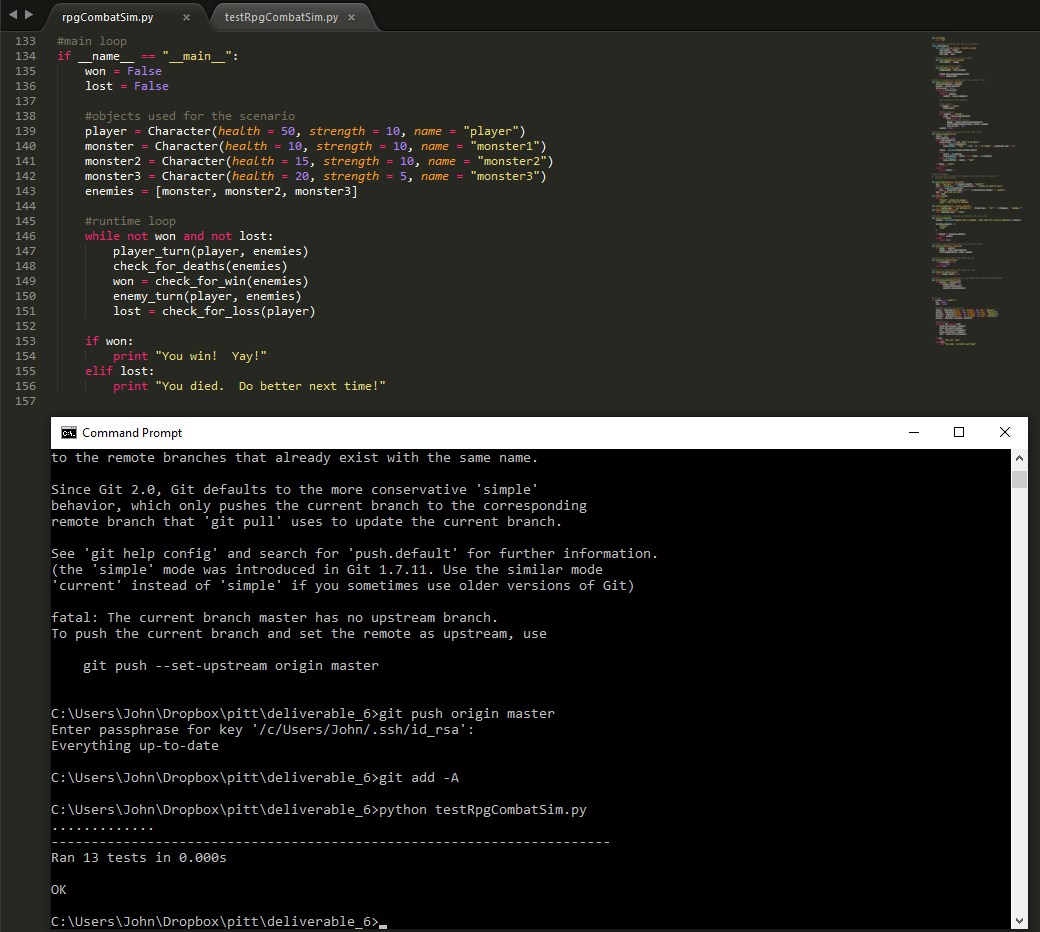 rpgCombatSim.py × testRpgCombatSim.py ×
133 #main loop
134 if __name__ == "__main__":
135     won = False
136     lost = False
137
138     #objects used for the scenario
139     player = Character(health = 50, strength = 10, name = "player")
140     monster = Character(health = 10, strength = 10, name = "monster1")
141     monster2 = Character(health = 15, strength = 10, name = "monster2")
142     monster3 = Character(health = 20, strength = 5, name = "monster3")
143     enemies = [monster, monster2, monster3]
144
145     #runtime loop
146     while not won and not lost:
147         player_turn(player, enemies)
148         check_for_deaths(enemies)
149         won = check_for_win(enemies)
150         enemy_turn(player, enemies)
151         lost = check_for_loss(player)
152
153     if won:
154         print "You win!  Yay!"
155     elif lost:
156         print "You died.  Do better next time!"
157
Command Prompt
to the remote branches that already exist with the same name.
Since Git 2.0, Git defaults to the more conservative 'simple'
behavior, which only pushes the current branch to the corresponding
remote branch that 'git pull' uses to update the current branch.
See 'git help config' and search for 'push.default' for further information.
(the 'simple' mode was introduced in Git 1.7.11. Use the similar mode
'current' instead of 'simple' if you sometimes use older versions of Git)
fatal: The current branch master has no upstream branch.
To push the current branch and set the remote as upstream, use
    git push --set-upstream origin master
C:\Users\John\Dropbox\pitt\deliverable_6>git push origin master
Enter passphrase for key '/c/Users/John/.ssh/id_rsa':
Everything up-to-date
C:\Users\John\Dropbox\pitt\deliverable_6>git add -A
C:\Users\John\Dropbox\pitt\deliverable_6>python testRpgCombatSim.py
.............
----------------------------------------------------------------------
Ran 13 tests in 0.000s
OK
C:\Users\John\Dropbox\pitt\deliverable_6>_